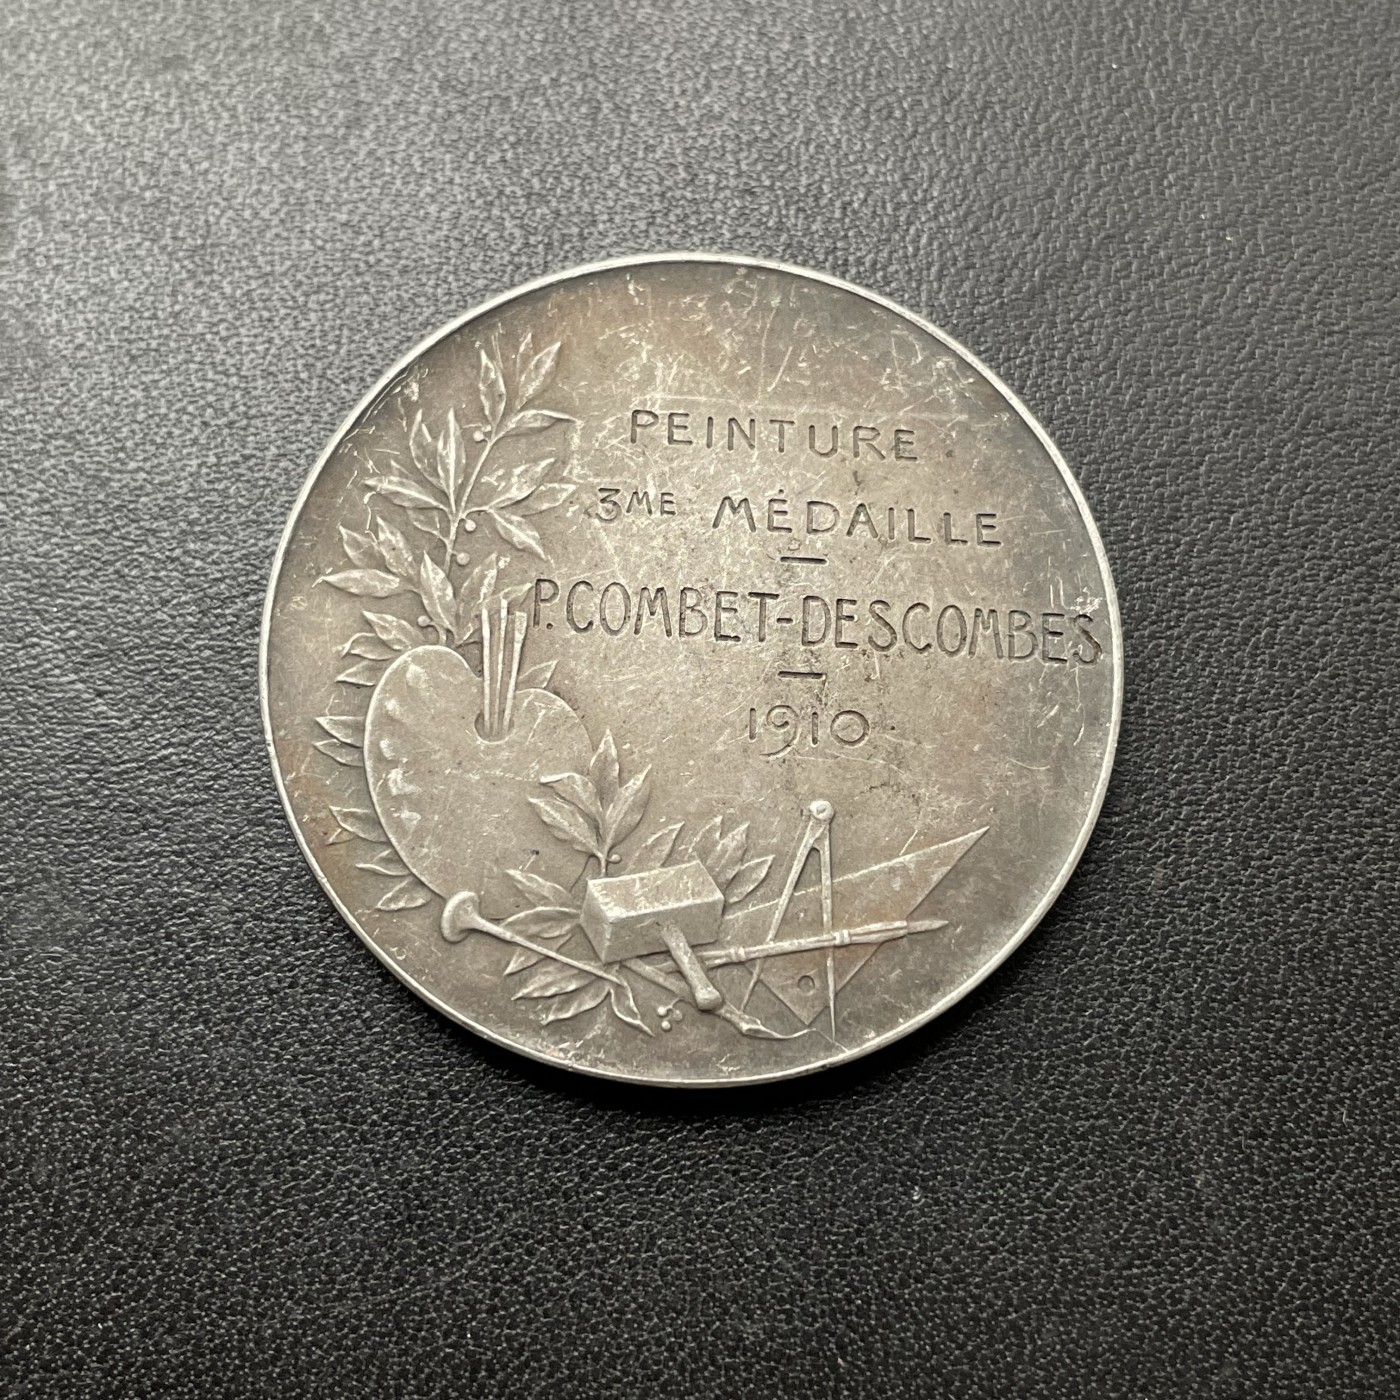 PEINTURE
3ME MÉDAILLE
P. COMBET-DESCOMBES
1910